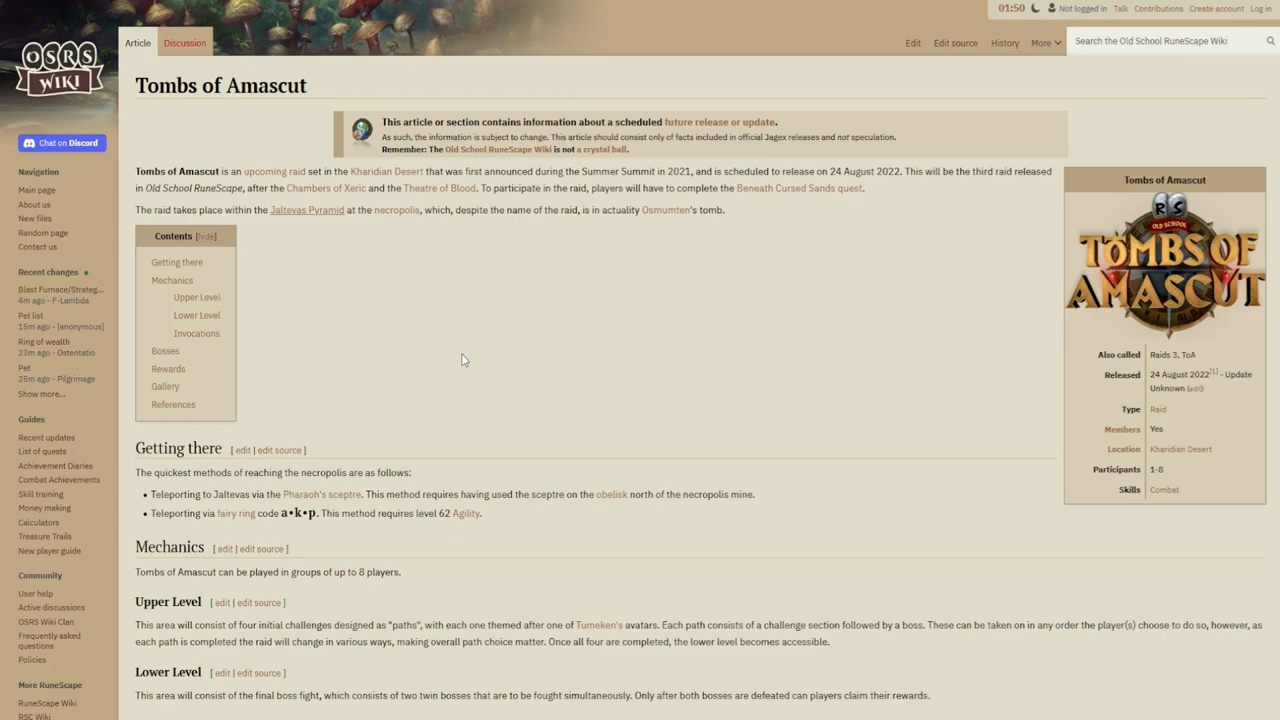 01:50 Not logged in Talk Contributions Create account Log in
OSRS
WIKI
Article Discussion
Edit Edit source History More Search the Old School RuneScape Wiki
Tombs of Amascut
This article or section contains information about a scheduled future release or update.
As such, the information is subject to change. This article should consist only of facts included in official Jagex releases and not speculation.
Remember: The Old School RuneScape Wiki is not a crystal ball.
Chat on Discord
Navigation
Main page
About us
New files
Random page
Contact us
Recent changes
Blast Furnace/Strateg...
4m ago - F-Lambda
Pet list
15m ago - [anonymous]
Ring of wealth
23m ago - Ostentatio
Pet
25m ago - Pilgrimage
Show more...
Guides
Recent updates
List of quests
Achievement Diaries
Combat Achievements
Skill training
Money making
Calculators
Treasure Trails
New player guide
Community
User help
Active discussions
OSRS Wiki Clan
Frequently asked
questions
Policies
More RuneScape
RuneScape Wiki
RSC Wiki
Tombs of Amascut is an upcoming raid set in the Kharidian Desert that was first announced during the Summer Summit in 2021, and is scheduled to release on 24 August 2022. This will be the third raid released
in Old School RuneScape, after the Chambers of Xeric and the Theatre of Blood. To participate in the raid, players will have to complete the Beneath Cursed Sands quest.
The raid takes place within the Jaltevas Pyramid at the necropolis, which, despite the name of the raid, is in actuality Osmumten's tomb.
Contents [hide]
Getting there
Mechanics
Upper Level
Lower Level
Invocations
Bosses
Rewards
Gallery
References
Tombs of Amascut
RS
OLD SCHOOL
TOMBS OF
AMASCUT
Also called Raids 3, ToA
Released 24 August 2022[1] - Update
Unknown (edit)
Type Raid
Members Yes
Location Kharidian Desert
Participants 1-8
Skills Combat
Getting there [ edit | edit source ]
The quickest methods of reaching the necropolis are as follows:
• Teleporting to Jaltevas via the Pharaoh's sceptre. This method requires having used the sceptre on the obelisk north of the necropolis mine.
• Teleporting via fairy ring code a•k•p. This method requires level 62 Agility.
Mechanics [ edit | edit source ]
Tombs of Amascut can be played in groups of up to 8 players.
Upper Level [ edit | edit source ]
This area will consist of four initial challenges designed as "paths", with each one themed after one of Tumeken's avatars. Each path consists of a challenge section followed by a boss. These can be taken on in any order the player(s) choose to do so, however, as
each path is completed the raid will change in various ways, making overall path choice matter. Once all four are completed, the lower level becomes accessible.
Lower Level [ edit | edit source ]
This area will consist of the final boss fight, which consists of two twin bosses that are to be fought simultaneously. Only after both bosses are defeated can players claim their rewards.